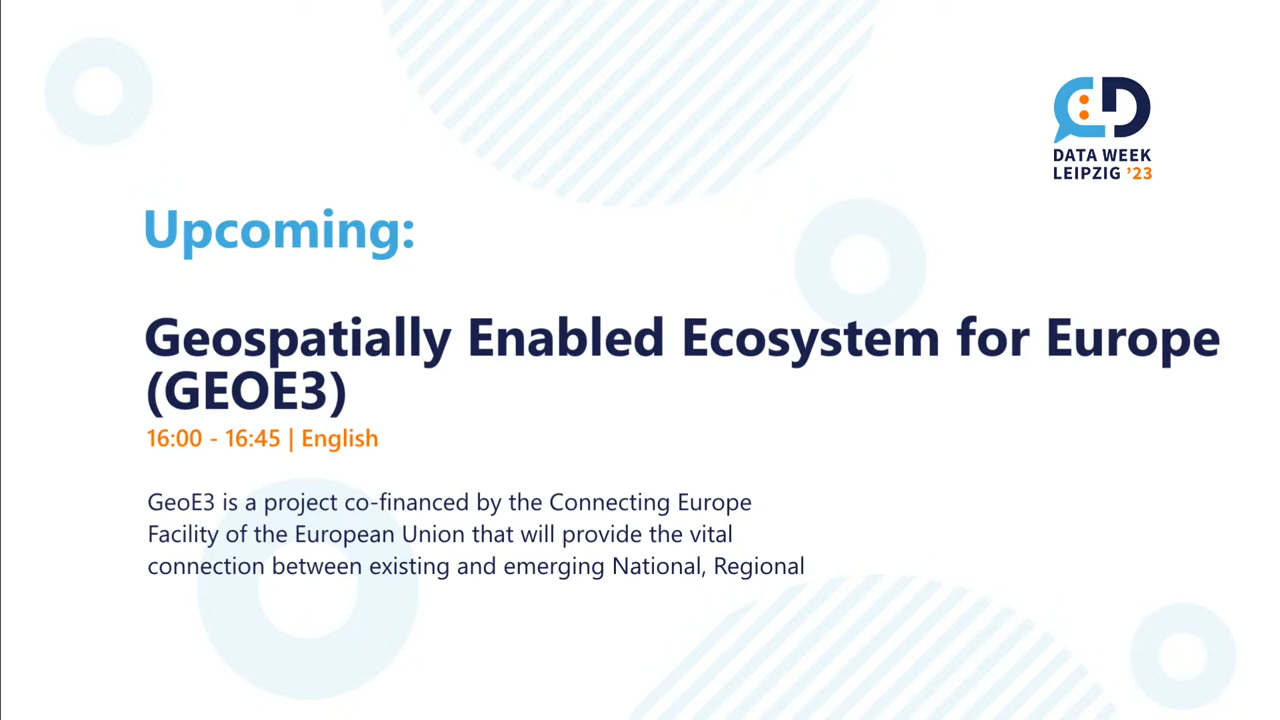 DATA WEEK
LEIPZIG ’23
Upcoming:
Geospatially Enabled Ecosystem for Europe
(GEOE3)
16:00 - 16:45 | English
GeoE3 is a project co-financed by the Connecting Europe
Facility of the European Union that will provide the vital
connection between existing and emerging National, Regional